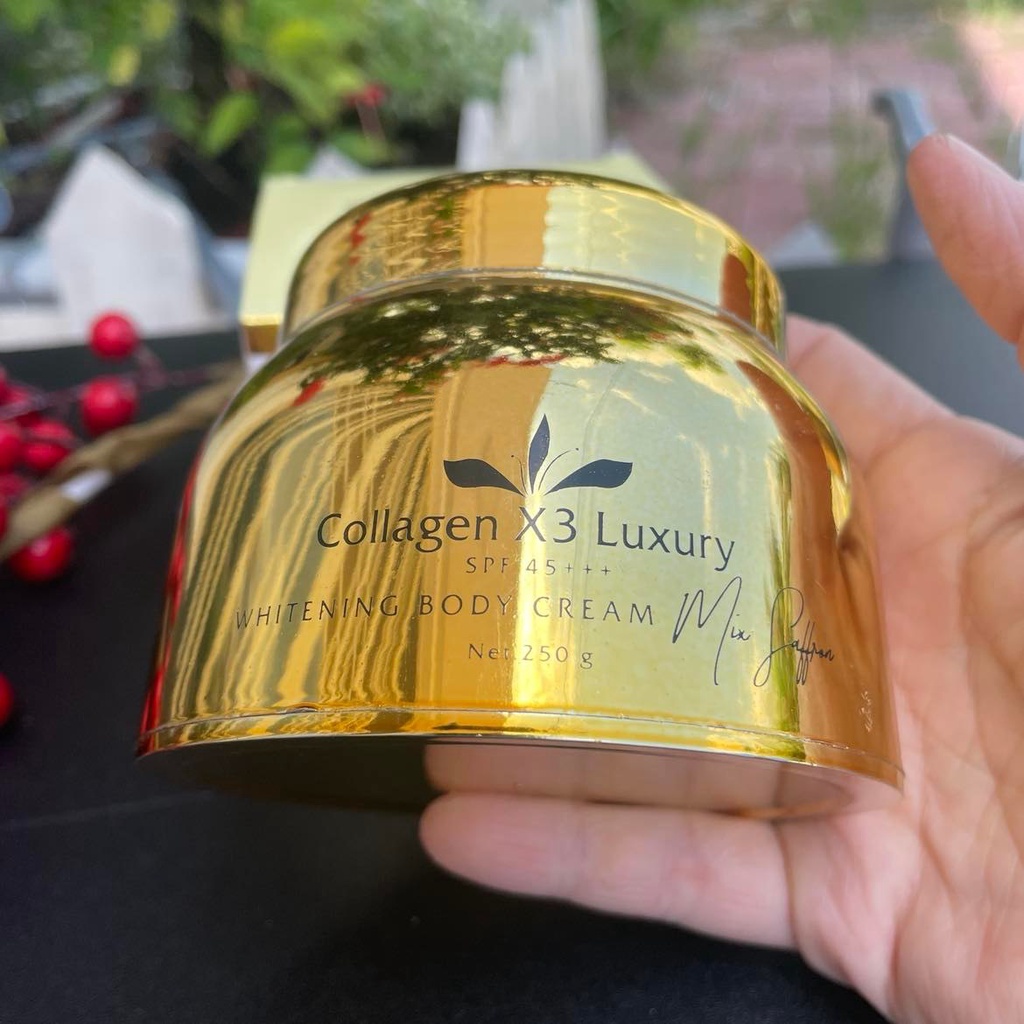 Collagen X3 Luxury
SPF 45+++
WHITENING BODY CREAM Mix Saffron
Net 250 g